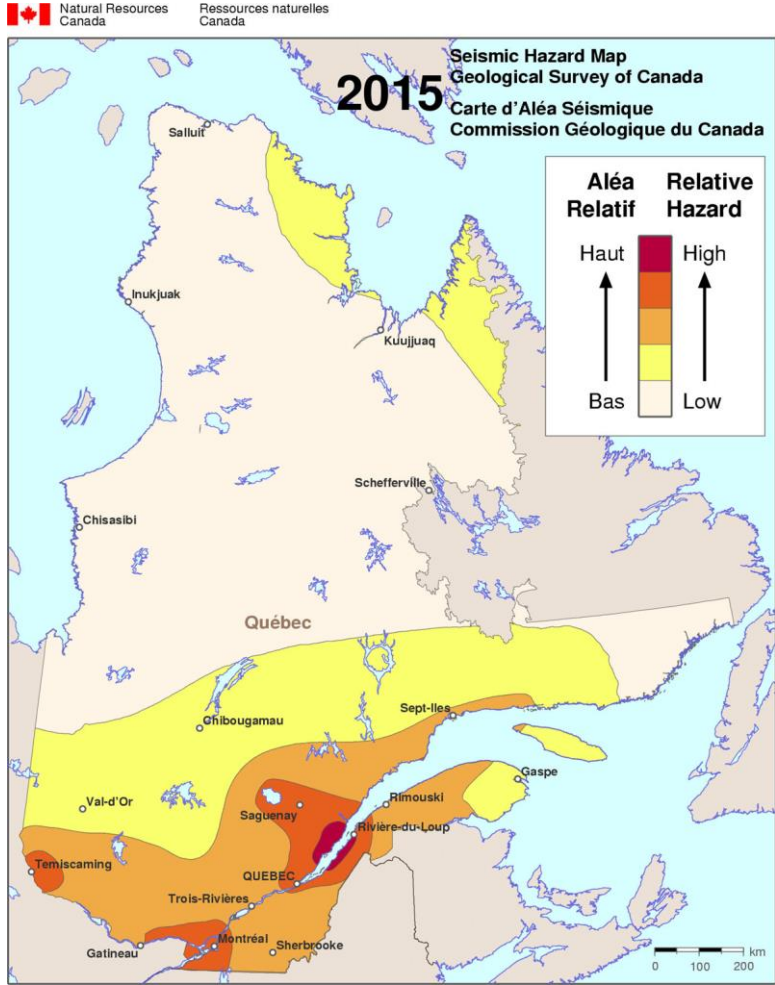 Natural Resources Canada
Ressources naturelles Canada
2015
Seismic Hazard Map
Geological Survey of Canada
Carte d'Aléa Séismique
Commission Géologique du Canada
Aléa Relatif
Relative Hazard
Haut
High
Bas
Low
Salluit
Inukjuak
Kuujjuaq
Schefferville
Chisasibi
Québec
Sept-Iles
Chibougamau
Gaspe
Val-d'Or
Saguenay
Rimouski
Rivière-du-Loup
Temiscaming
QUEBEC
Trois-Rivières
Gatineau
Montréal
Sherbrooke
km
0 100 200